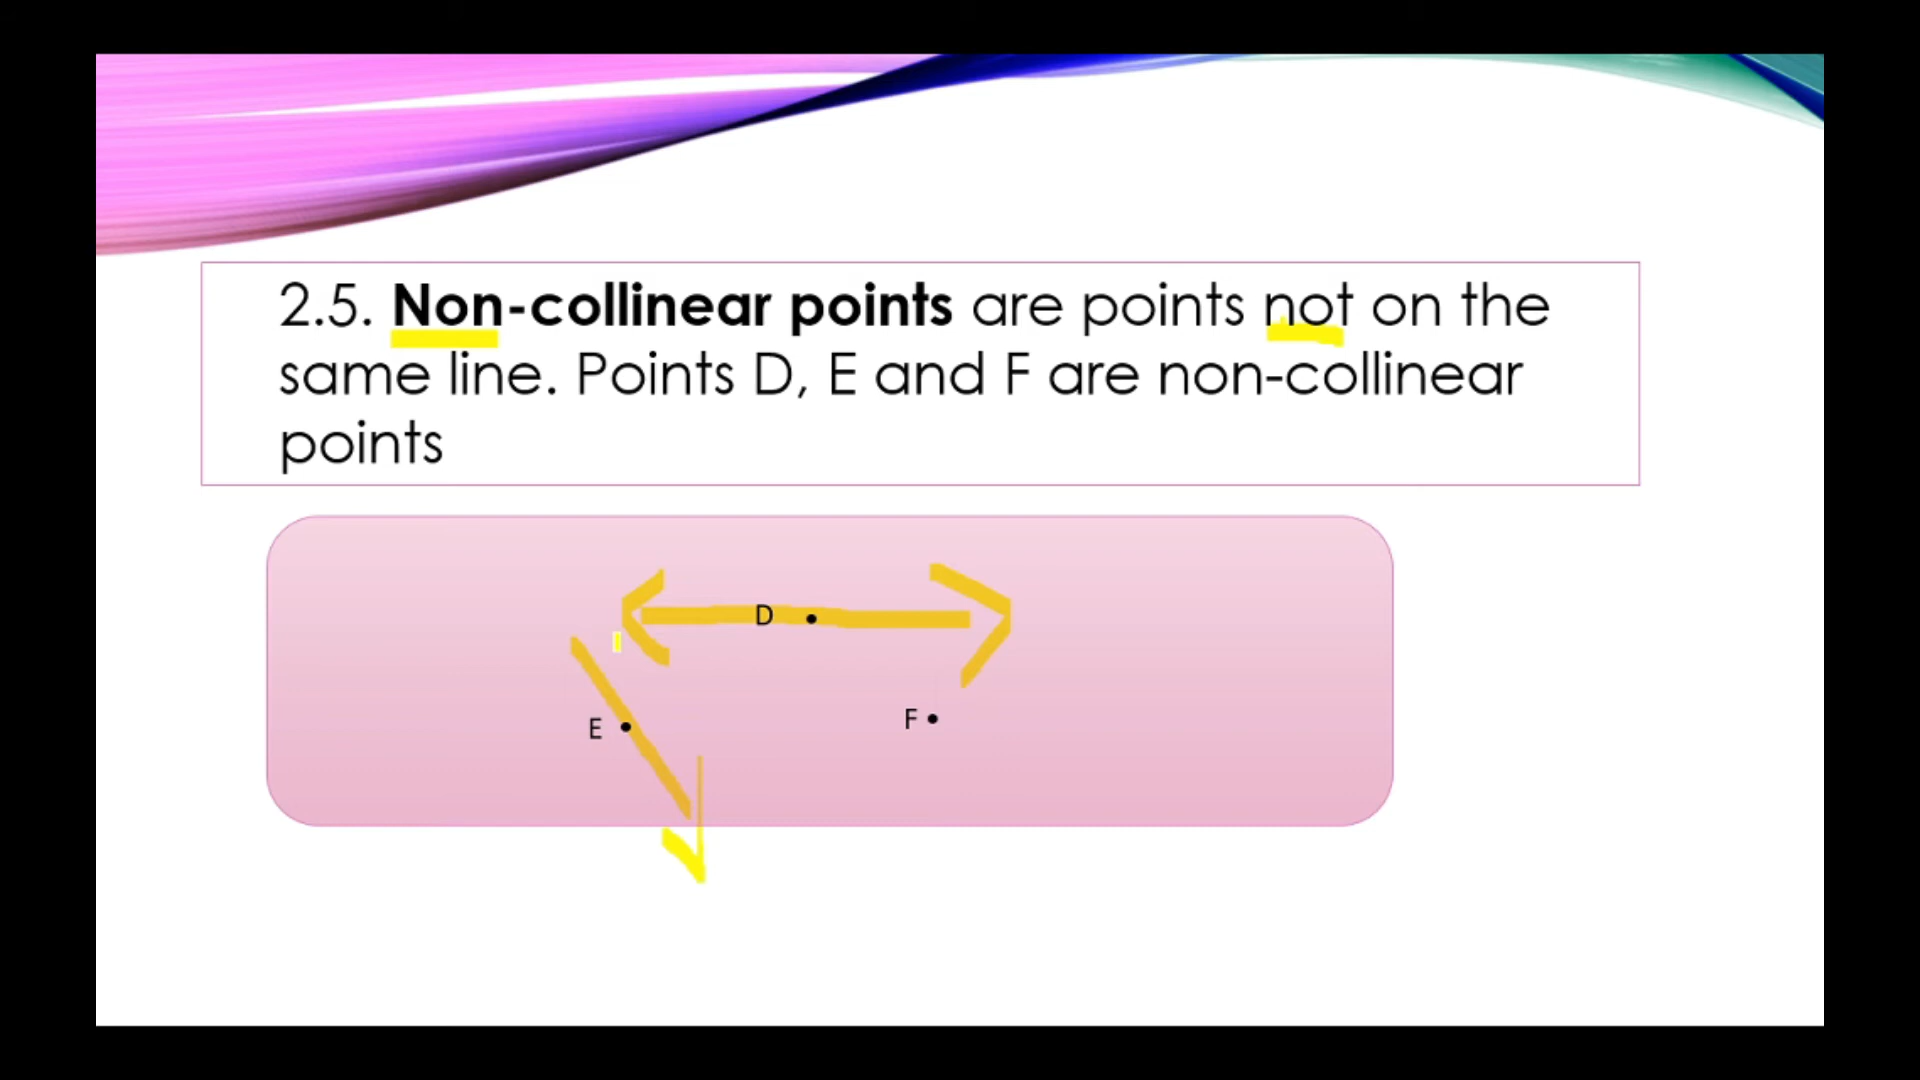 2.5. Non-collinear points are points not on the
same line. Points D, E and F are non-collinear
points
D
E
F